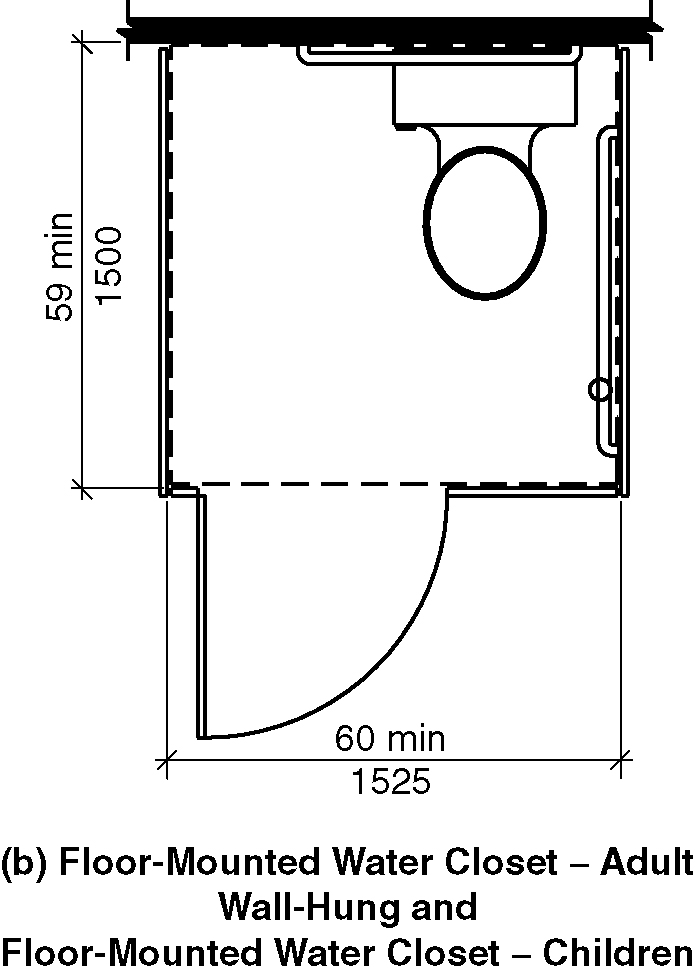 59 min
1500
60 min
1525
(b) Floor-Mounted Water Closet – Adult
Wall-Hung and
Floor-Mounted Water Closet – Children